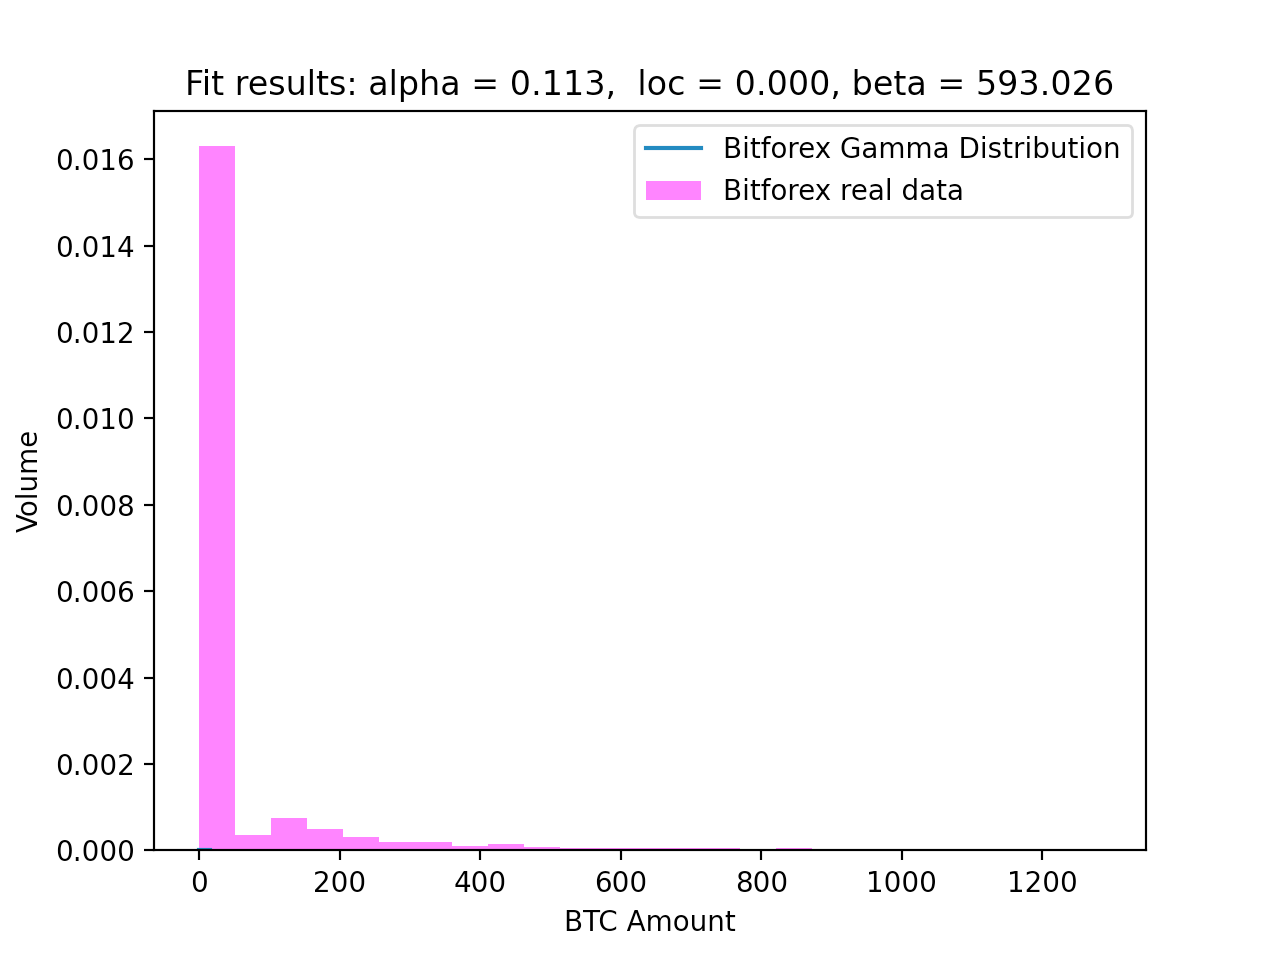 Fit results: alpha = 0.113,  loc = 0.000, beta = 593.026
Bitforex Gamma Distribution
Bitforex real data
0.016
0.014
0.012
0.010
0.008
0.006
0.004
0.002
0.000
Volume
0 200 400 600 800 1000 1200
BTC Amount